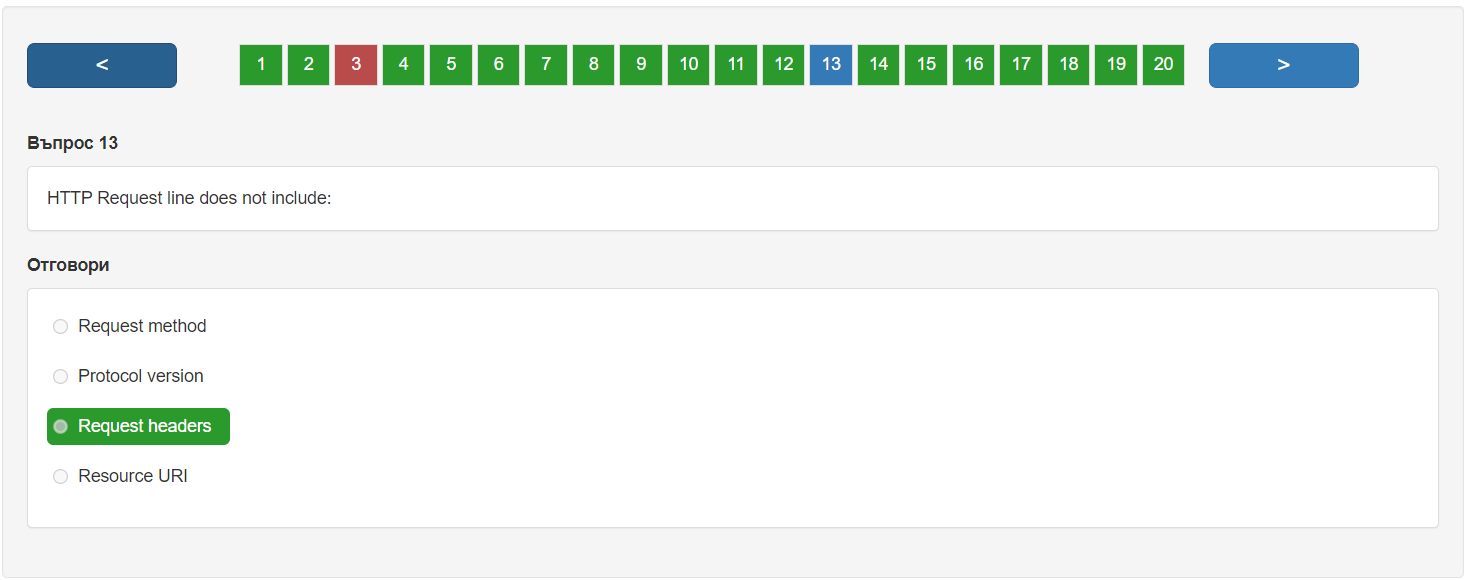 < 1 2 3 4 5 6 7 8 9 10 11 12 13 14 15 16 17 18 19 20 >
Въпрос 13
HTTP Request line does not include:
Отговори
Request method
Protocol version
Request headers
Resource URI